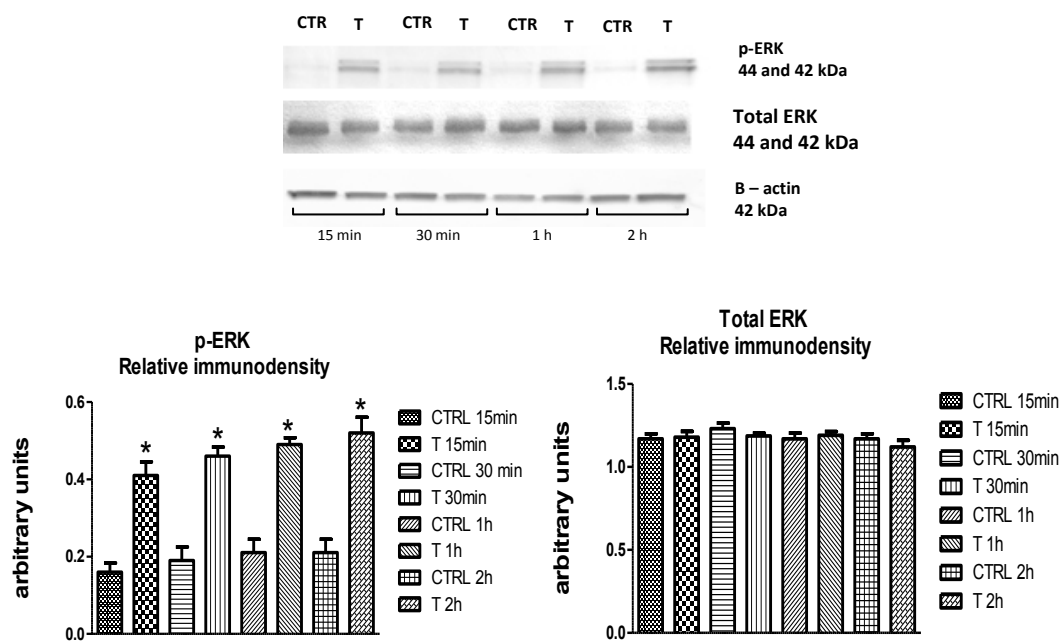 CTR T CTR T CTR T CTR T
p-ERK
44 and 42 kDa
Total ERK
44 and 42 kDa
B – actin
42 kDa
15 min 30 min 1 h 2 h
p-ERK
Relative immunodensity
arbitrary units
0.6
0.4
0.2
0.0
* * * *
CTRL 15min
T 15min
CTRL 30 min
T 30min
CTRL 1h
T 1h
CTRL 2h
T 2h
Total ERK
Relative immunodensity
arbitrary units
1.5
1.0
0.5
0.0
CTRL 15min
T 15min
CTRL 30min
T 30min
CTRL 1h
T 1h
CTRL 2h
T 2h